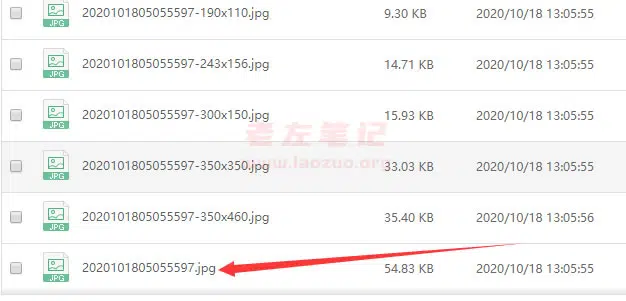 2020101805055597-190x110.jpg 9.30 KB 2020/10/18 13:05:55
JPG
2020101805055597-243x156.jpg 14.71 KB 2020/10/18 13:05:55
JPG
2020101805055597-300x150.jpg 15.93 KB 2020/10/18 13:05:55
JPG
老左笔记
www.laozuo.org
2020101805055597-350x350.jpg 33.03 KB 2020/10/18 13:05:55
JPG
2020101805055597-350x460.jpg 35.40 KB 2020/10/18 13:05:56
JPG
2020101805055597.jpg 54.83 KB 2020/10/18 13:05:55
JPG